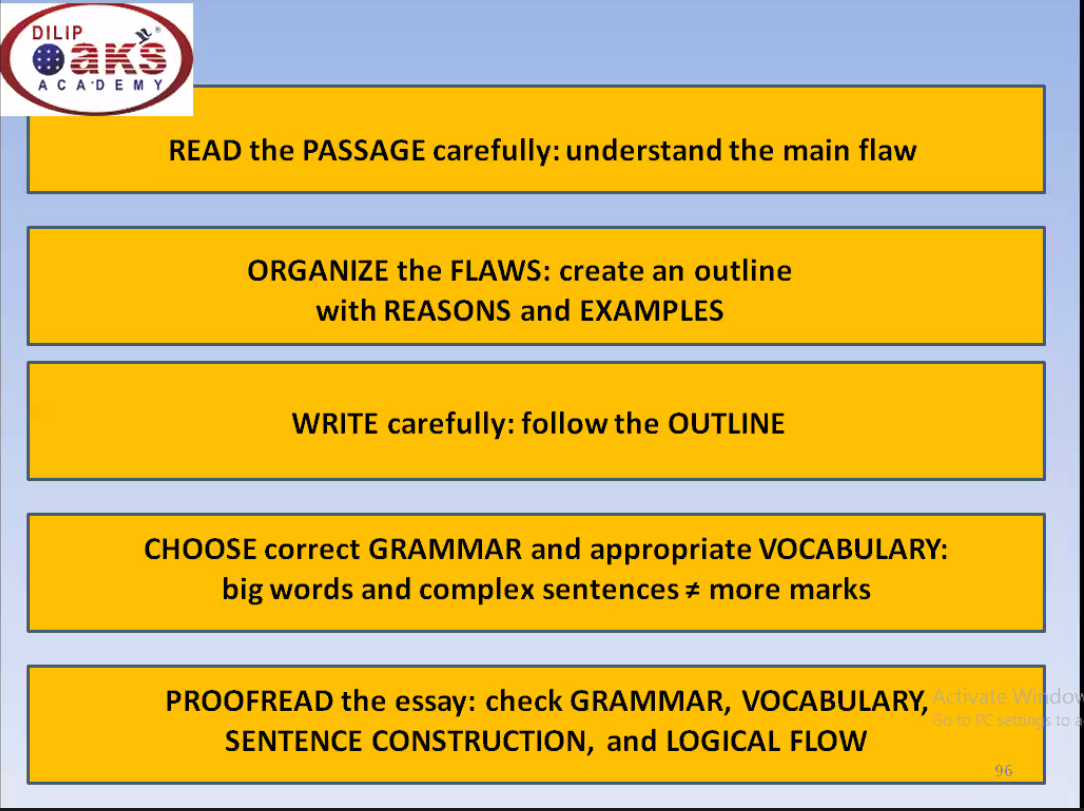 DILIP
Oaks
ACADEMY
READ the PASSAGE carefully: understand the main flaw
ORGANIZE the FLAWS: create an outline
with REASONS and EXAMPLES
WRITE carefully: follow the OUTLINE
CHOOSE correct GRAMMAR and appropriate VOCABULARY:
big words and complex sentences ≠ more marks
PROOFREAD the essay: check GRAMMAR, VOCABULARY,
SENTENCE CONSTRUCTION, and LOGICAL FLOW
Activate Window
Go to PC settings to a
96